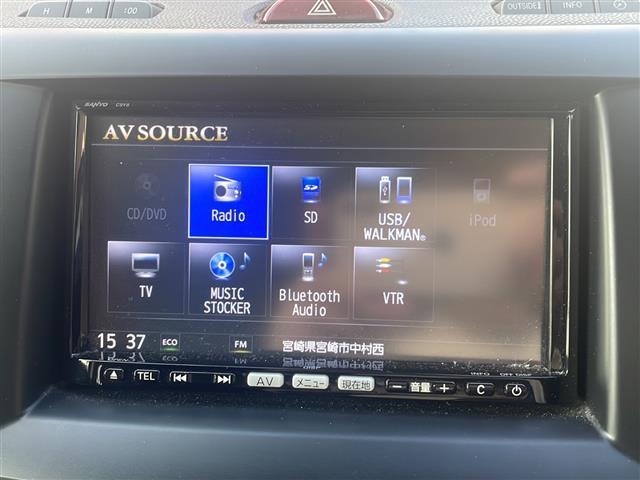 H M :00
OUTSIDE INFO
SANYO
AV SOURCE
CD/DVD Radio SD USB/WALKMAN® iPod
TV MUSIC STOCKER Bluetooth Audio VTR
15 37 ECO FM 宮崎県宮崎市中村西
TEL AV メニュー 現在地 − 音量 + C